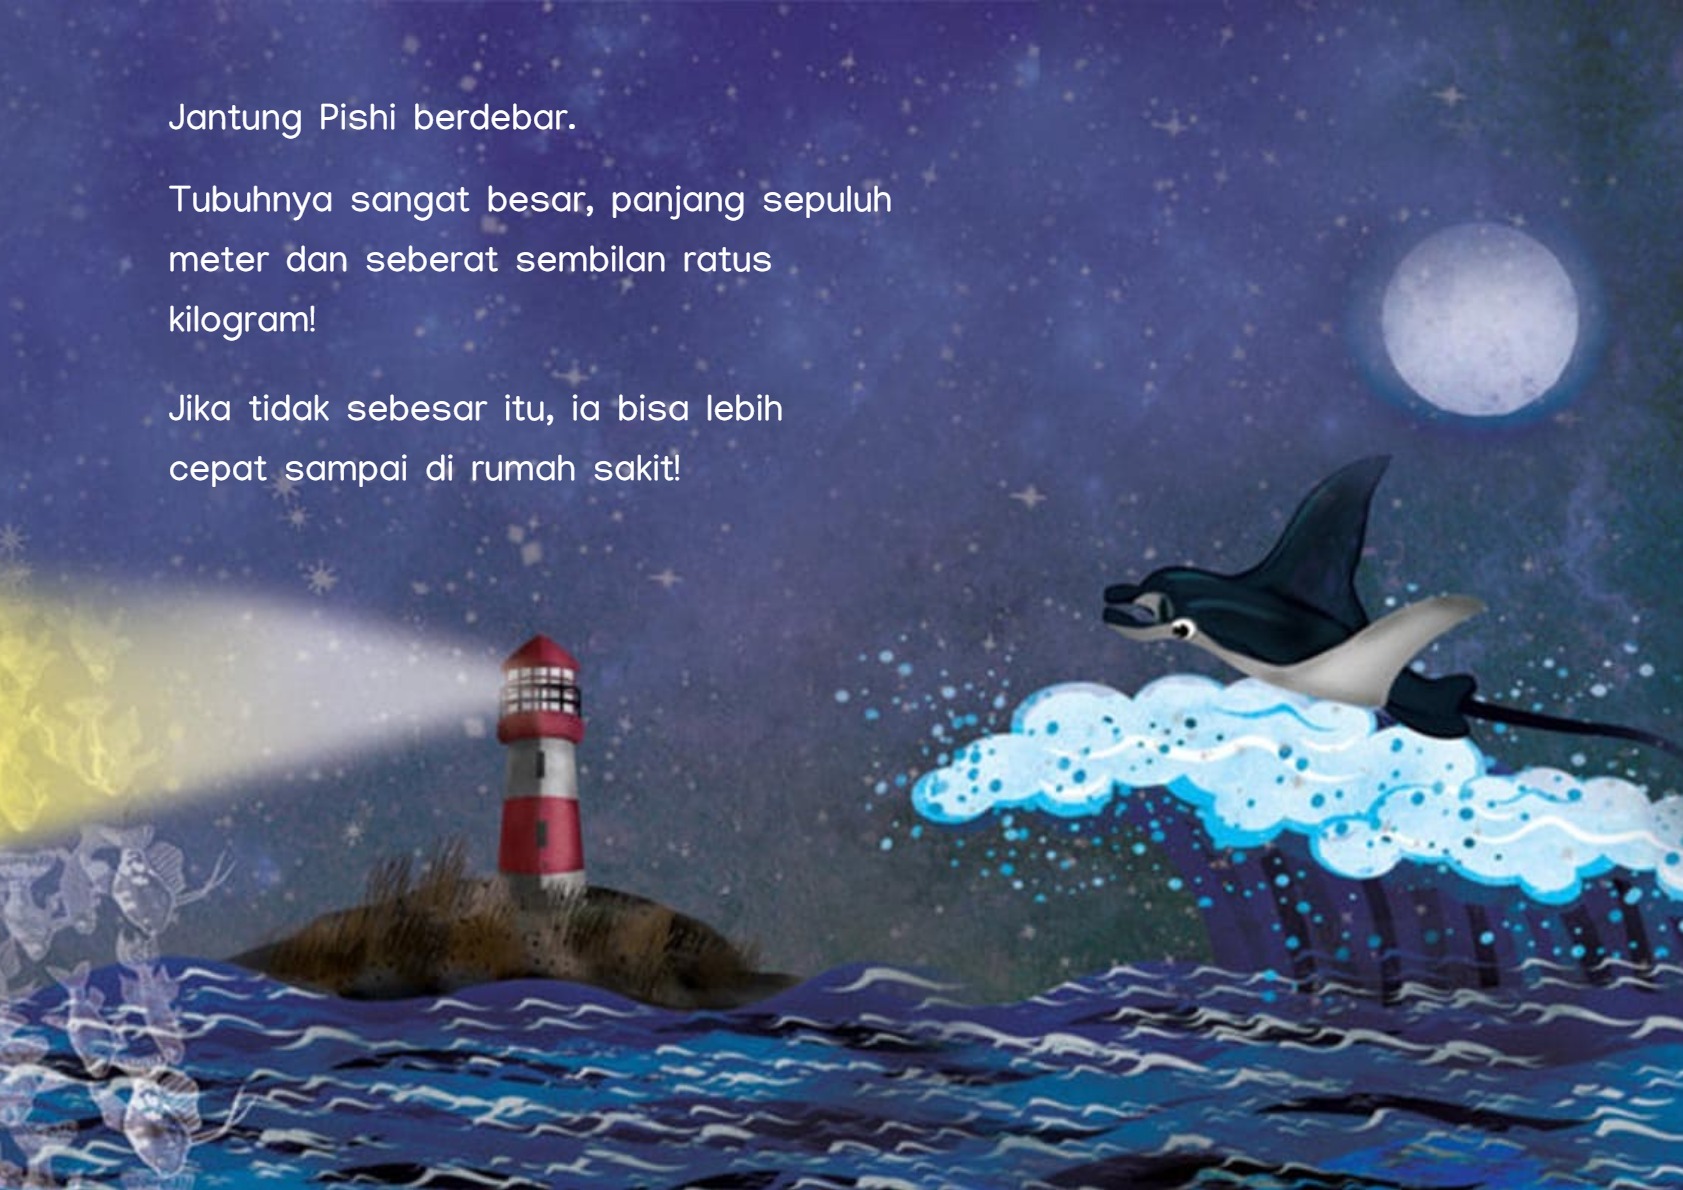 Jantung Pishi berdebar.
Tubuhnya sangat besar, panjang sepuluh
meter dan seberat sembilan ratus
kilogram!
Jika tidak sebesar itu, ia bisa lebih
cepat sampai di rumah sakit!